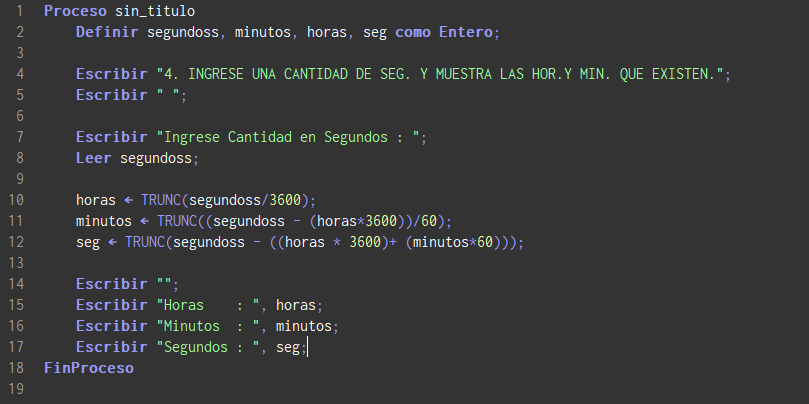 1 Proceso sin_titulo
2 Definir segundoss, minutos, horas, seg como Entero;
3
4 Escribir "4. INGRESE UNA CANTIDAD DE SEG. Y MUESTRA LAS HOR.Y MIN. QUE EXISTEN.";
5 Escribir " ";
6
7 Escribir "Ingrese Cantidad en Segundos : ";
8 Leer segundoss;
9
10 horas ← TRUNC(segundoss/3600);
11 minutos ← TRUNC((segundoss - (horas*3600))/60);
12 seg ← TRUNC(segundoss - ((horas * 3600)+ (minutos*60)));
13
14 Escribir "";
15 Escribir "Horas    : ", horas;
16 Escribir "Minutos  : ", minutos;
17 Escribir "Segundos : ", seg;
18 FinProceso
19